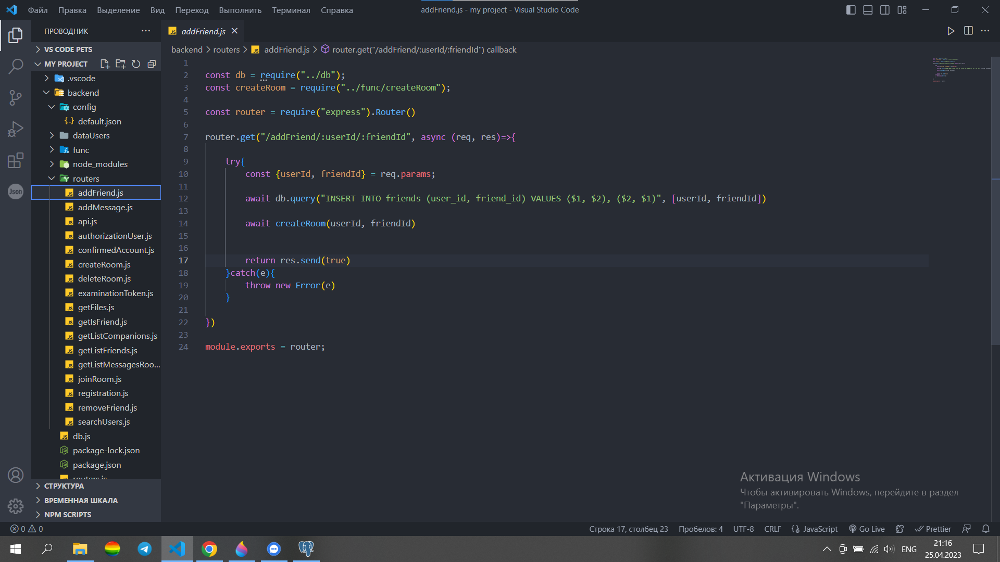 Файл Правка Выделение Вид Переход Выполнить Терминал Справка
addFriend.js - my project - Visual Studio Code
ПРОВОДНИК
VS CODE PETS
MY PROJECT
.vscode
backend
config
default.json
dataUsers
func
node_modules
routers
addFriend.js
addMessage.js
api.js
authorizationUser.js
confirmedAccount.js
createRoom.js
deleteRoom.js
examinationToken.js
getFiles.js
getIsFriend.js
getListCompanions.js
getListFriends.js
getListMessagesRoo...
joinRoom.js
registration.js
removeFriend.js
searchUsers.js
db.js
package-lock.json
package.json
routers.js
СТРУКТУРА
ВРЕМЕННАЯ ШКАЛА
NPM SCRIPTS
addFriend.js
backend > routers > addFriend.js > router.get("/addFriend/:userId/:friendId") callback
1
2 const db = require("../db");
3 const createRoom = require("../func/createRoom");
4
5 const router = require("express").Router()
6
7 router.get("/addFriend/:userId/:friendId", async (req, res)=>{
8
9 try{
10 const {userId, friendId} = req.params;
11
12 await db.query("INSERT INTO friends (user_id, friend_id) VALUES ($1, $2), ($2, $1)", [userId, friendId])
13
14 await createRoom(userId, friendId)
15
16
17 return res.send(true)
18 }catch(e){
19 throw new Error(e)
20 }
21
22 })
23
24 module.exports = router;
Активация Windows
Чтобы активировать Windows, перейдите в раздел
"Параметры".
0 0
Строка 17, столбец 23 Пробелов: 4 UTF-8 CRLF JavaScript Go Live Prettier
Json
ENG
21:16
25.04.2023